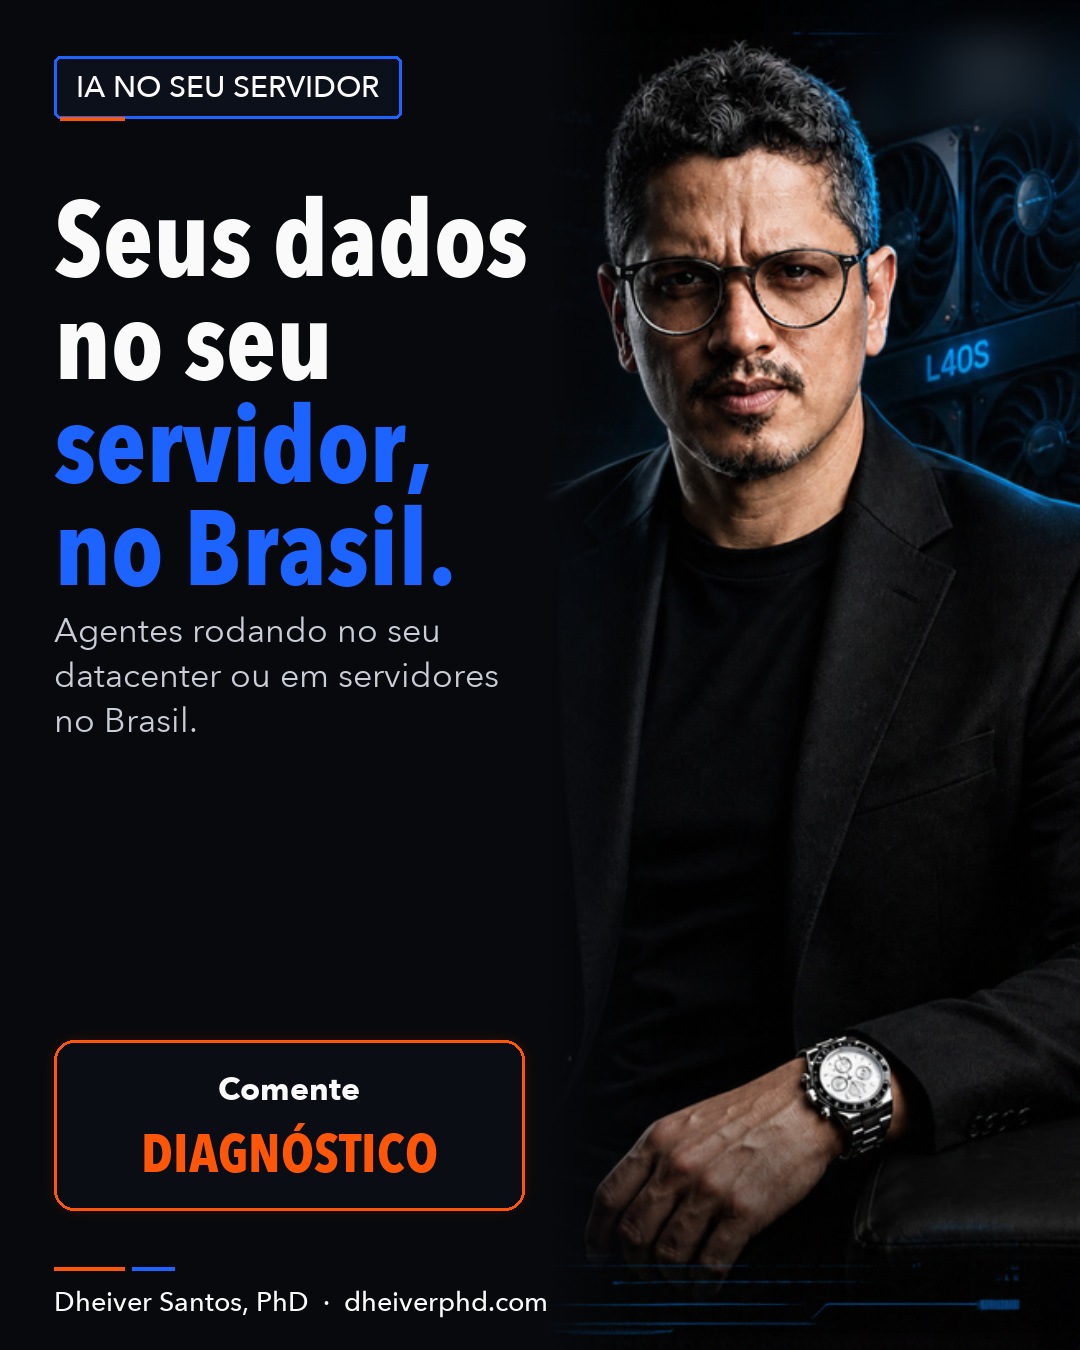 IA NO SEU SERVIDOR
Seus dados
no seu
servidor,
no Brasil.
Agentes rodando no seu
datacenter ou em servidores
no Brasil.
L40S
Comente
DIAGNÓSTICO
Dheiver Santos, PhD · dheiverphd.com